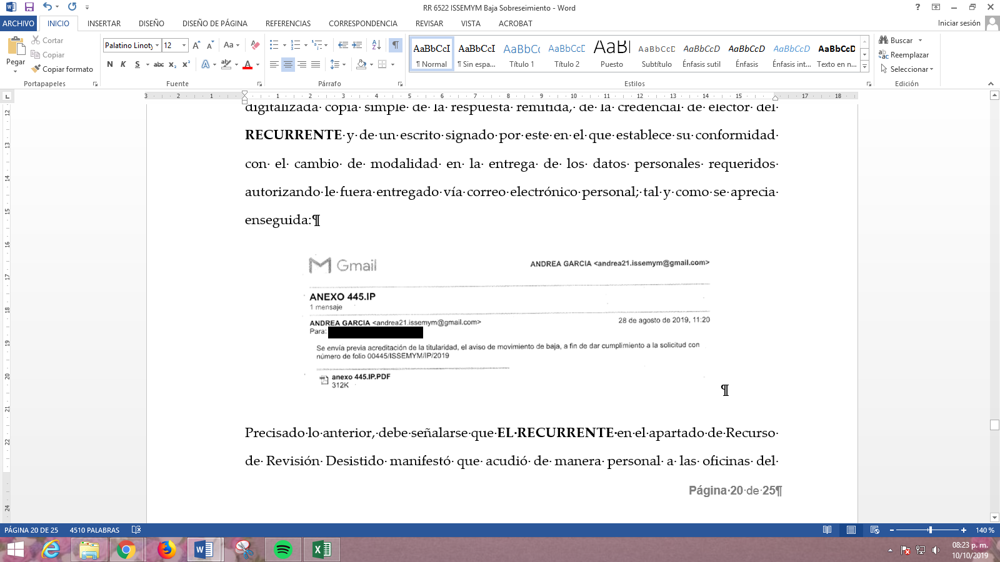 RR 6522 ISSEMYM Baja Sobreseimiento - Word
ARCHIVO INICIO INSERTAR DISEÑO DISEÑO DE PÁGINA REFERENCIAS CORRESPONDENCIA REVISAR VISTA ACROBAT Iniciar sesión
Pegar
Cortar
Copiar
Copiar formato
Portapapeles
Palatino Linoty 12
N K S abc x₂ x²
Fuente
Párrafo
AaBbCcI AaBbCcI AaBbC AaBbCcD AaB AaBbCcD AaBbCcD AaBbCcD AaBbCcD AaBbCcD
¶ Normal ¶ Sin espa... Título 1 Título 2 Puesto Subtítulo Énfasis sutil Énfasis Énfasis int... Texto en n...
Estilos
Buscar
Reemplazar
Seleccionar
Edición
3 2 1 1 2 3 4 5 6 7 8 9 10 11 12 13 14 15 17 18
12 13 14 15 16 17 18 19 20 21 22 24
digitalizada copia simple de la respuesta remitida, de la credencial de elector del
RECURRENTE y de un escrito signado por este en el que establece su conformidad
con el cambio de modalidad en la entrega de los datos personales requeridos
autorizando le fuera entregado vía correo electrónico personal; tal y como se aprecia
enseguida:¶
Gmail
ANDREA GARCIA <andrea21.issemym@gmail.com>
ANEXO 445.IP
1 mensaje
ANDREA GARCIA <andrea21.issemym@gmail.com>
28 de agosto de 2019, 11:20
Para:
Se envía previa acreditación de la titularidad, el aviso de movimiento de baja, a fin de dar cumplimiento a la solicitud con
número de folio 00445/ISSEMYM/IP/2019
anexo 445.IP.PDF
312K
¶
Precisado lo anterior, debe señalarse que EL RECURRENTE en el apartado de Recurso
de Revisión Desistido manifestó que acudió de manera personal a las oficinas del
Página 20 de 25¶
PÁGINA 20 DE 25 4510 PALABRAS 140 %
08:23 p. m.
10/10/2019